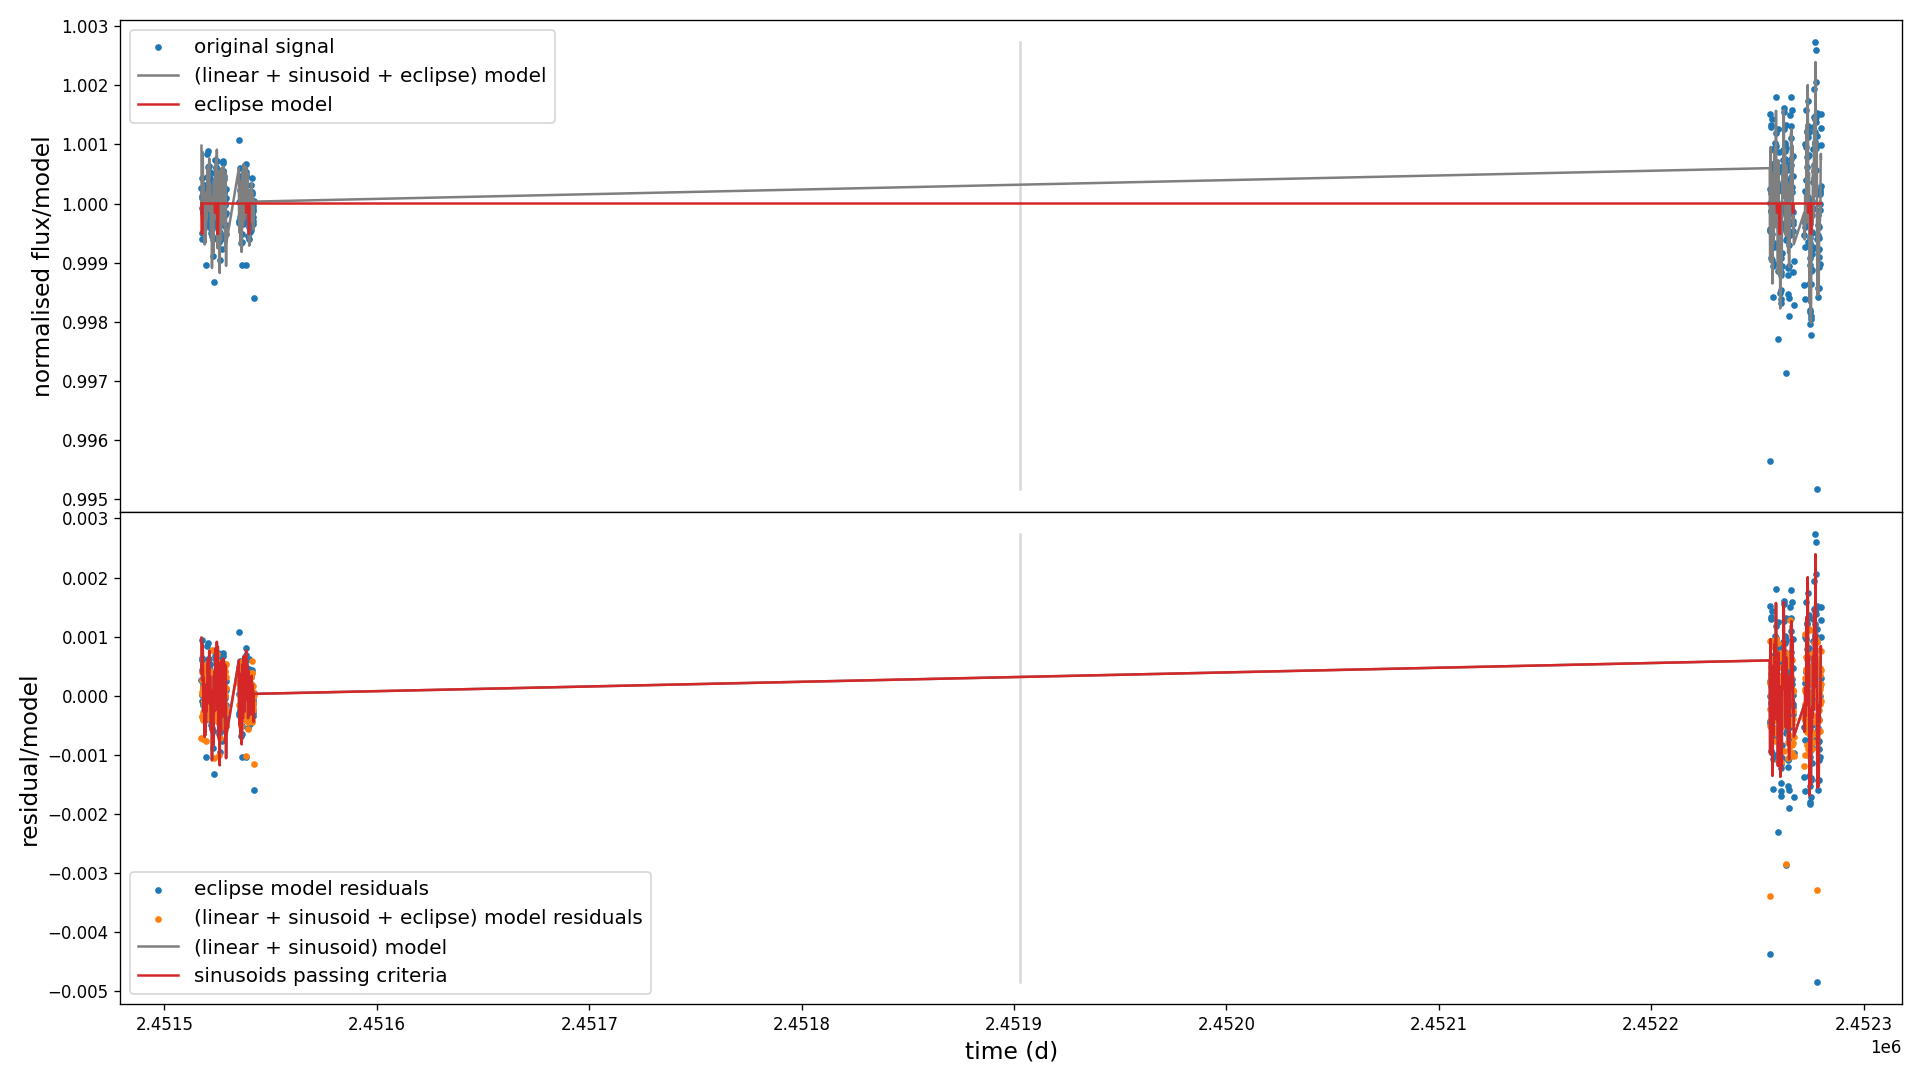 1.003
1.002
1.001
1.000
0.999
0.998
0.997
0.996
0.995
normalised flux/model
original signal
(linear + sinusoid + eclipse) model
eclipse model
0.003
0.002
0.001
0.000
−0.001
−0.002
−0.003
−0.004
−0.005
residual/model
eclipse model residuals
(linear + sinusoid + eclipse) model residuals
(linear + sinusoid) model
sinusoids passing criteria
2.4515 2.4516 2.4517 2.4518 2.4519 2.4520 2.4521 2.4522 2.4523
1e6
time (d)